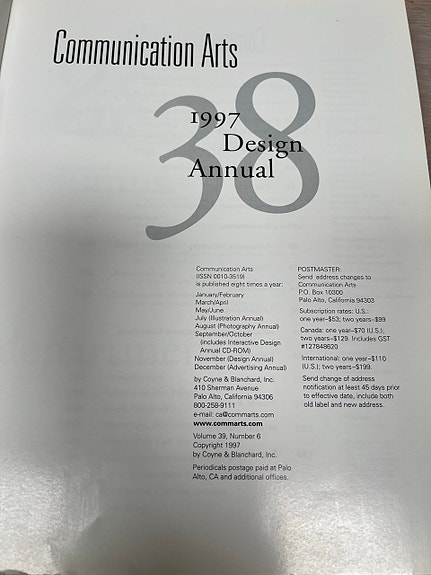 Communication Arts
38
1997
Design
Annual
Communication Arts
(ISSN 0010-3519)
is published eight times a year:
January/February
March/April
May/June
July (Illustration Annual)
August (Photography Annual)
September/October
(includes Interactive Design
Annual CD-ROM)
November (Design Annual)
December (Advertising Annual)
by Coyne & Blanchard, Inc.
410 Sherman Avenue
Palo Alto, California 94306
800-258-9111
e-mail: ca@commarts.com
www.commarts.com
Volume 39, Number 6
Copyright 1997
by Coyne & Blanchard, Inc.
Periodicals postage paid at Palo
Alto, CA and additional offices.
POSTMASTER:
Send address changes to
Communication Arts
P.O. Box 10300
Palo Alto, California 94303
Subscription rates: U.S.:
one year–$53; two years–$99
Canada: one year–$70 (U.S.);
two years–$129. Includes GST
#127849620
International: one year–$110
(U.S.); two years–$199.
Send change of address
notification at least 45 days prior
to effective date, include both
old label and new address.